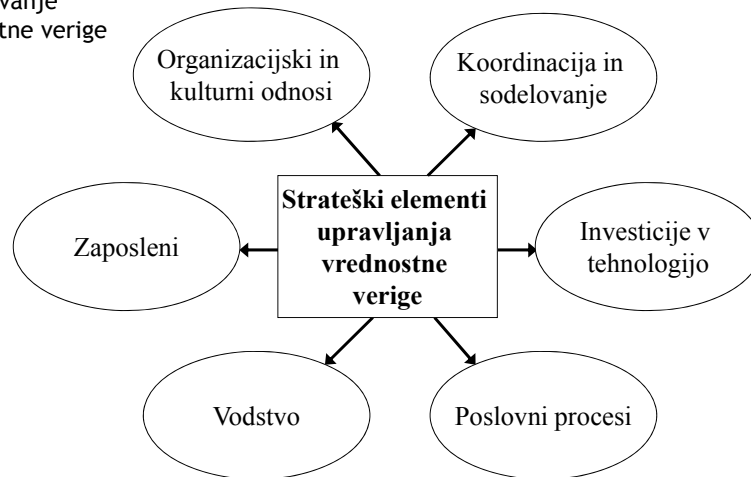 tne verige
Organizacijski in
kulturni odnosi
Koordinacija in
sodelovanje
Strateški elementi
upravljanja
vrednostne
verige
Zaposleni
Investicije v
tehnologijo
Vodstvo
Poslovni procesi